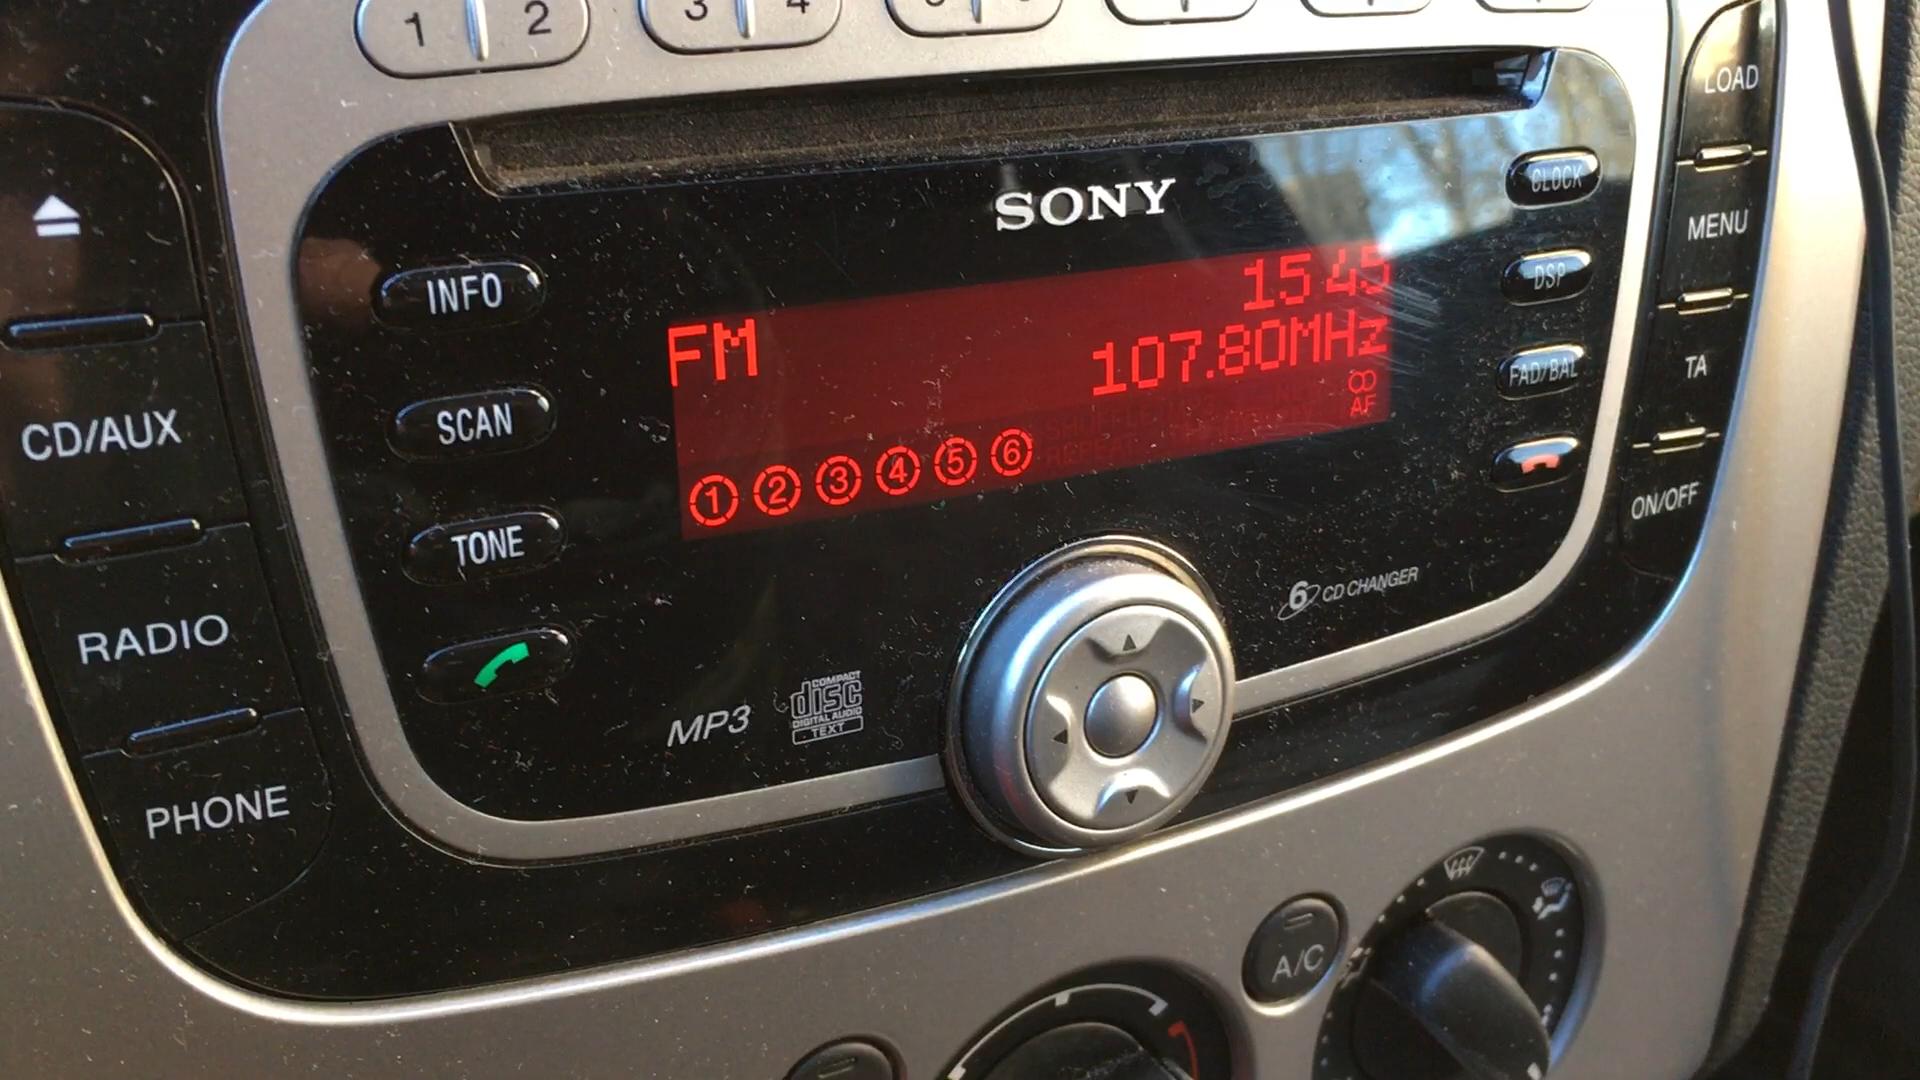 1 2 3 4
LOAD
SONY
CLOCK
MENU
INFO
15 45
DSP
FM
107.80MHz
FAD/BAL
TA
CD/AUX
SCAN
AF
SHUFFLE
REPEAT
1 2 3 4 5 6
ON/OFF
TONE
6 CD CHANGER
RADIO
MP3
COMPACT
disc
DIGITAL AUDIO
TEXT
PHONE
A/C